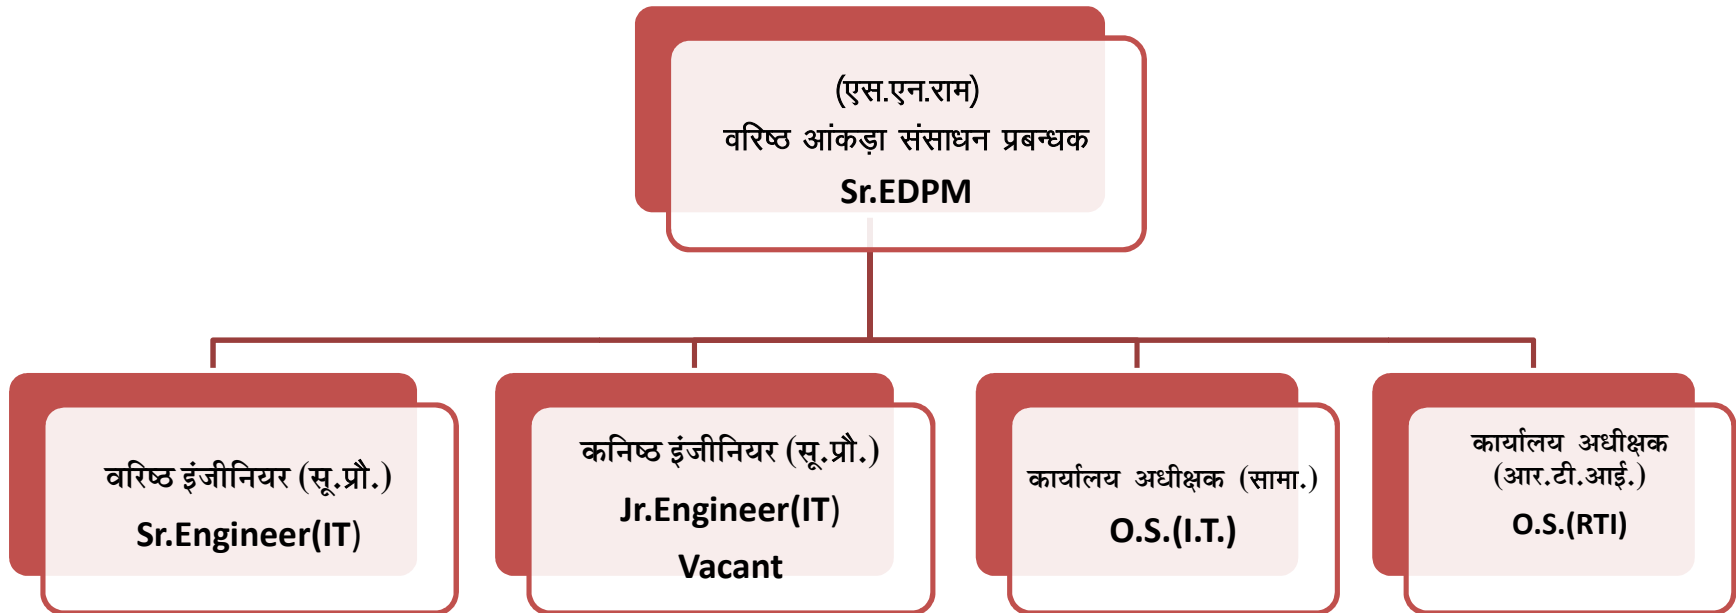 (एस.एन.राम)
वरिष्ठ आंकड़ा संसाधन प्रबन्धक
Sr.EDPM
वरिष्ठ इंजीनियर (सू.प्रौ.)
Sr.Engineer(IT)
कनिष्ठ इंजीनियर (सू.प्रौ.)
Jr.Engineer(IT)
Vacant
कार्यालय अधीक्षक (सामा.)
O.S.(I.T.)
कार्यालय अधीक्षक
(आर.टी.आई.)
O.S.(RTI)